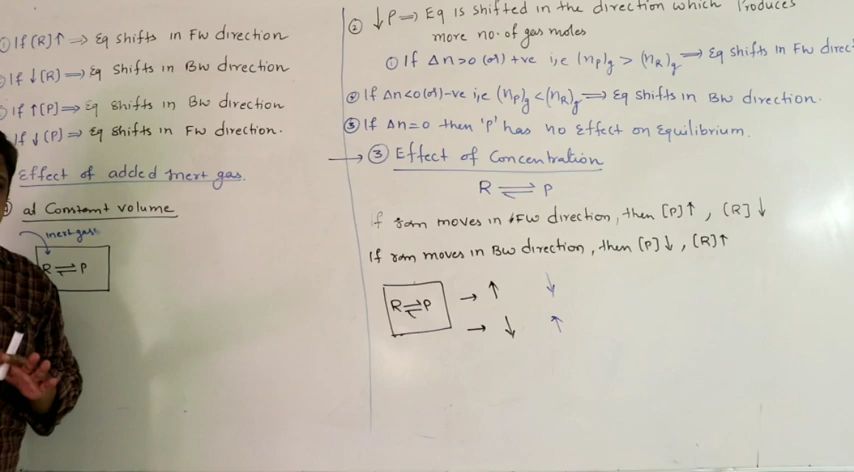 ① If [R]↑ ⇒ Eq shifts in FW direction
② If ↓[R] ⇒ Eq shifts in BW direction
If ↑[P] ⇒ Eq shifts in BW direction
If ↓[P] ⇒ Eq shifts in FW direction.
Effect of added Inert gas.
at Constant volume
inert gas
R ⇌ P
② ↓P ⇒ Eq is shifted in the direction which Produces
more no. of gas moles
① If Δn>0 (or) +ve i,e (np)g > (nR)g ⇒ Eq shifts in FW direc
② If Δn<0 (or) -ve i,e (np)g < (nR)g ⇒ Eq shifts in BW direction.
③ If Δn=0 then 'P' has no Effect on Equilibrium.
→ ③ Effect of Concentration
R ⇌ P
If rxn moves in FW direction, then [P]↑, [R]↓
If rxn moves in BW direction, then [P]↓, [R]↑
R⇌P → ↑ ↓
→ ↓ ↑